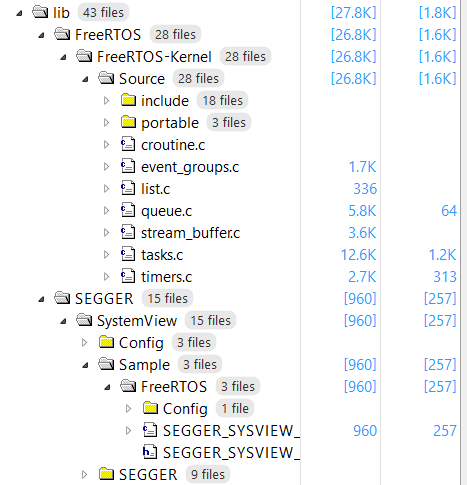 lib 43 files [27.8K] [1.8K]
FreeRTOS 28 files [26.8K] [1.6K]
FreeRTOS-Kernel 28 files [26.8K] [1.6K]
Source 28 files [26.8K] [1.6K]
include 18 files
portable 3 files
croutine.c
event_groups.c 1.7K
list.c 336
queue.c 5.8K 64
stream_buffer.c 3.6K
tasks.c 12.6K 1.2K
timers.c 2.7K 313
SEGGER 15 files [960] [257]
SystemView 15 files [960] [257]
Config 3 files
Sample 3 files [960] [257]
FreeRTOS 3 files [960] [257]
Config 1 file
SEGGER_SYSVIEW_ 960 257
SEGGER_SYSVIEW_
SEGGER 9 files